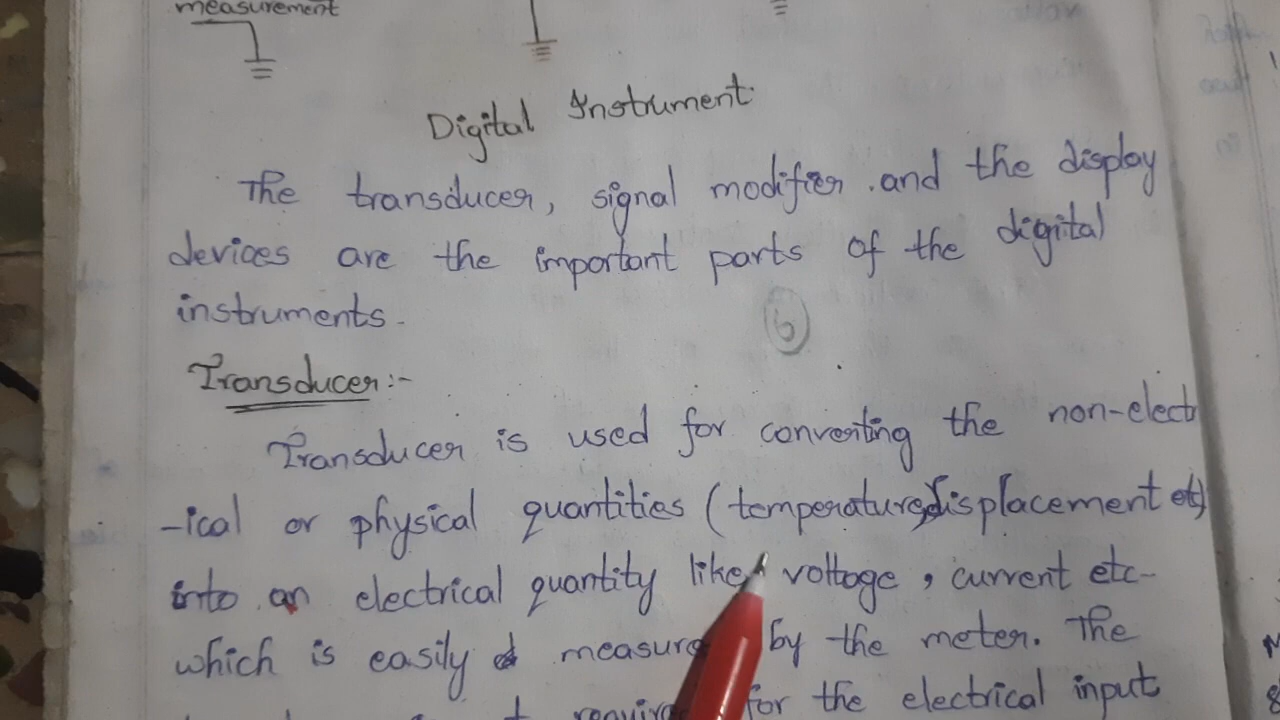 measurement
Digital Instrument
The transducer, signal modifier and the display
devices are the important parts of the digital
instruments.
6
Transducer:-
Transducer is used for converting the non-elect
-ical or physical quantities (temperature, displacement etc)
into an electrical quantity like voltage, current etc-
which is easily measure by the meter. The
for the electrical input